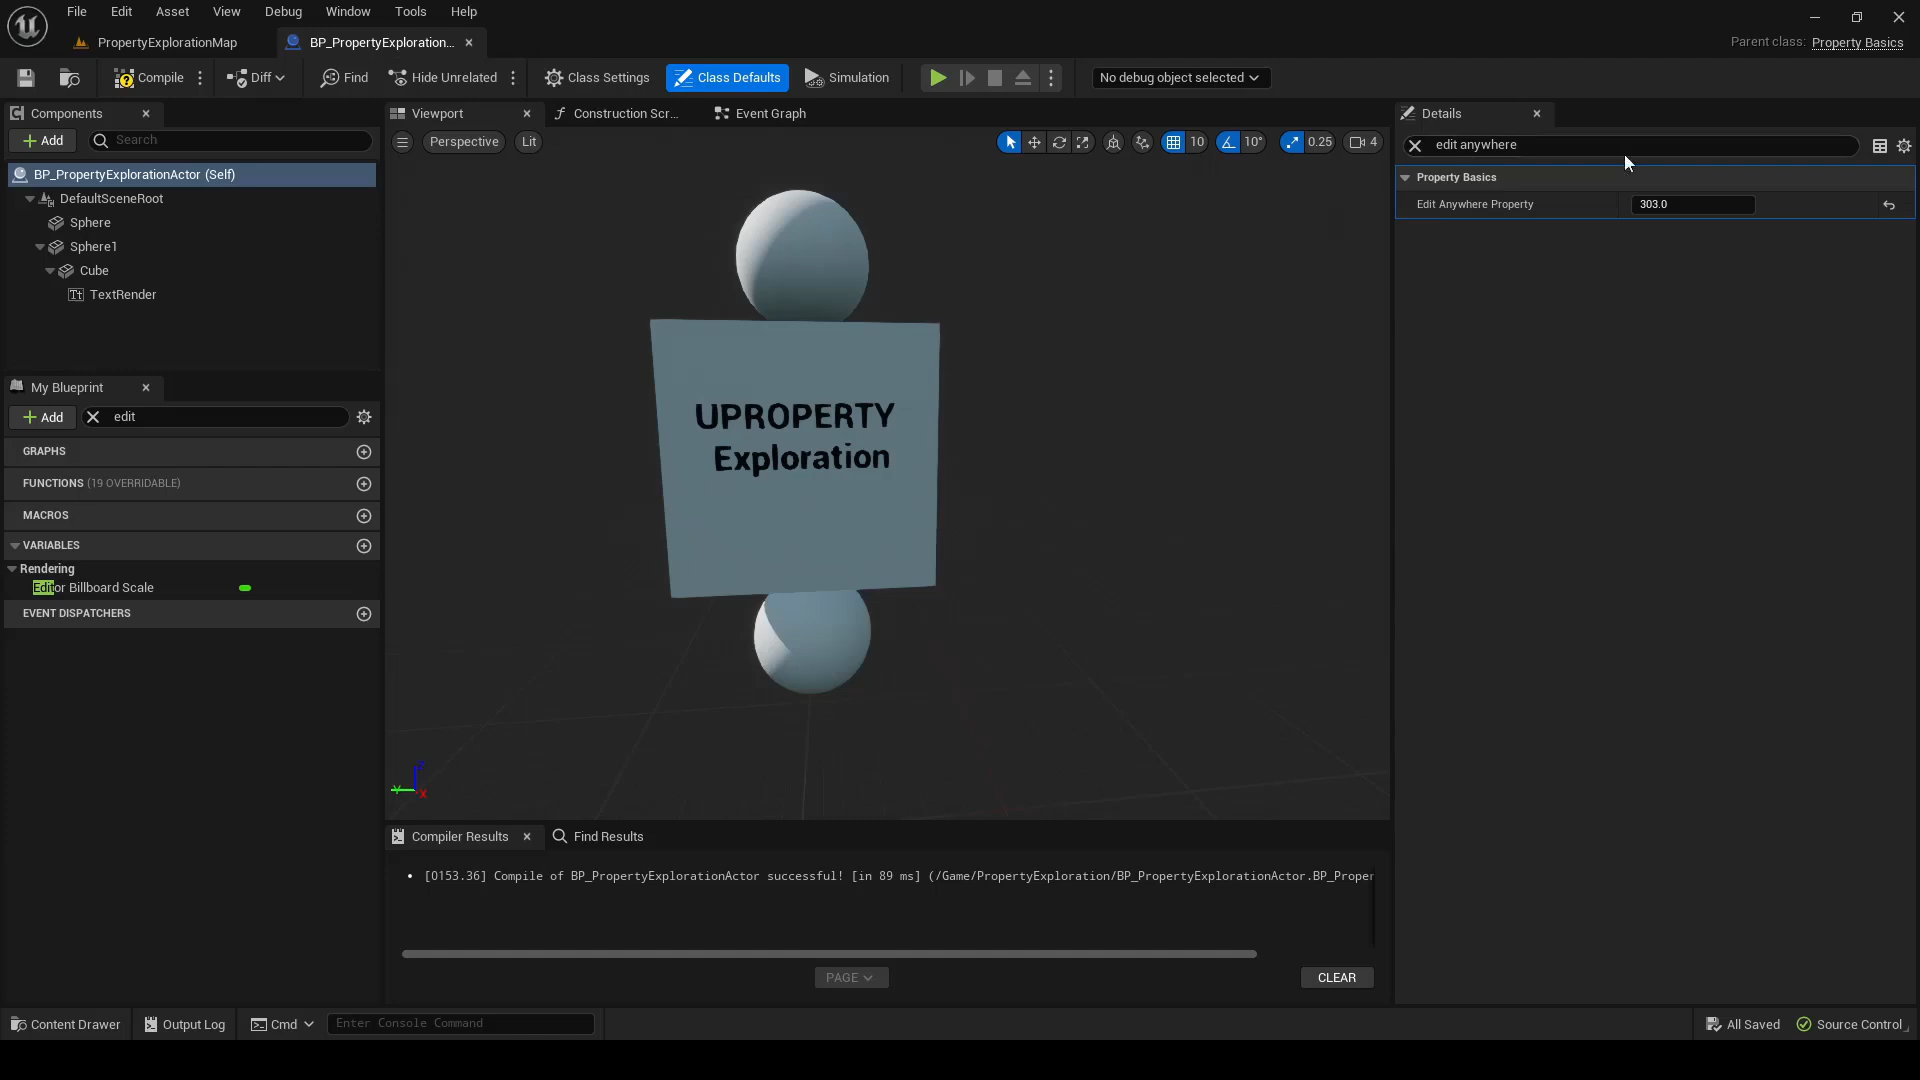 File Edit Asset View Debug Window Tools Help
PropertyExplorationMap BP_PropertyExploration...
Parent class: Property Basics
Compile Diff Find Hide Unrelated Class Settings Class Defaults Simulation No debug object selected
Components
Add Search
BP_PropertyExplorationActor (Self)
DefaultSceneRoot
Sphere
Sphere1
Cube
TextRender
My Blueprint
Add edit
GRAPHS
FUNCTIONS (19 OVERRIDABLE)
MACROS
VARIABLES
Rendering
Editor Billboard Scale
EVENT DISPATCHERS
Viewport Construction Scr... Event Graph
Perspective Lit 10 10° 0.25 4
UPROPERTY
Exploration
Z
Y
X
Compiler Results Find Results
[0153.36] Compile of BP_PropertyExplorationActor successful! [in 89 ms] (/Game/PropertyExploration/BP_PropertyExplorationActor.BP_Proper
PAGE CLEAR
Details
edit anywhere
Property Basics
Edit Anywhere Property 303.0
Content Drawer Output Log Cmd Enter Console Command All Saved Source Control